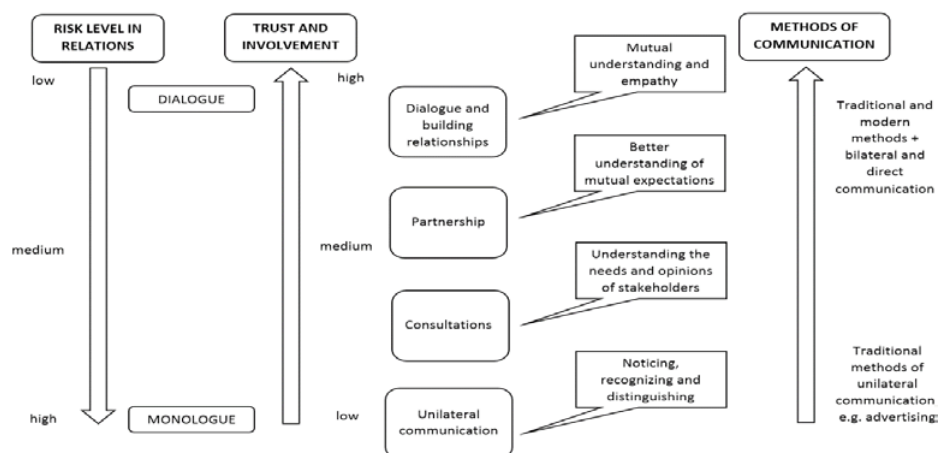 RISK LEVEL IN
RELATIONS
TRUST AND
INVOLVEMENT
METHODS OF
COMMUNICATION
Mutual
understanding and
empathy
low
high
DIALOGUE
Dialogue and
building
relationships
Traditional and
modern
methods +
bilateral and
direct
communication
Better
understanding of
mutual expectations
Partnership
medium
medium
Understanding the
needs and opinions
of stakeholders
Consultations
Noticing,
recognizing and
distinguishing
Traditional
methods of
unilateral
communication
e.g. advertising;
high
MONOLOGUE
low
Unilateral
communication